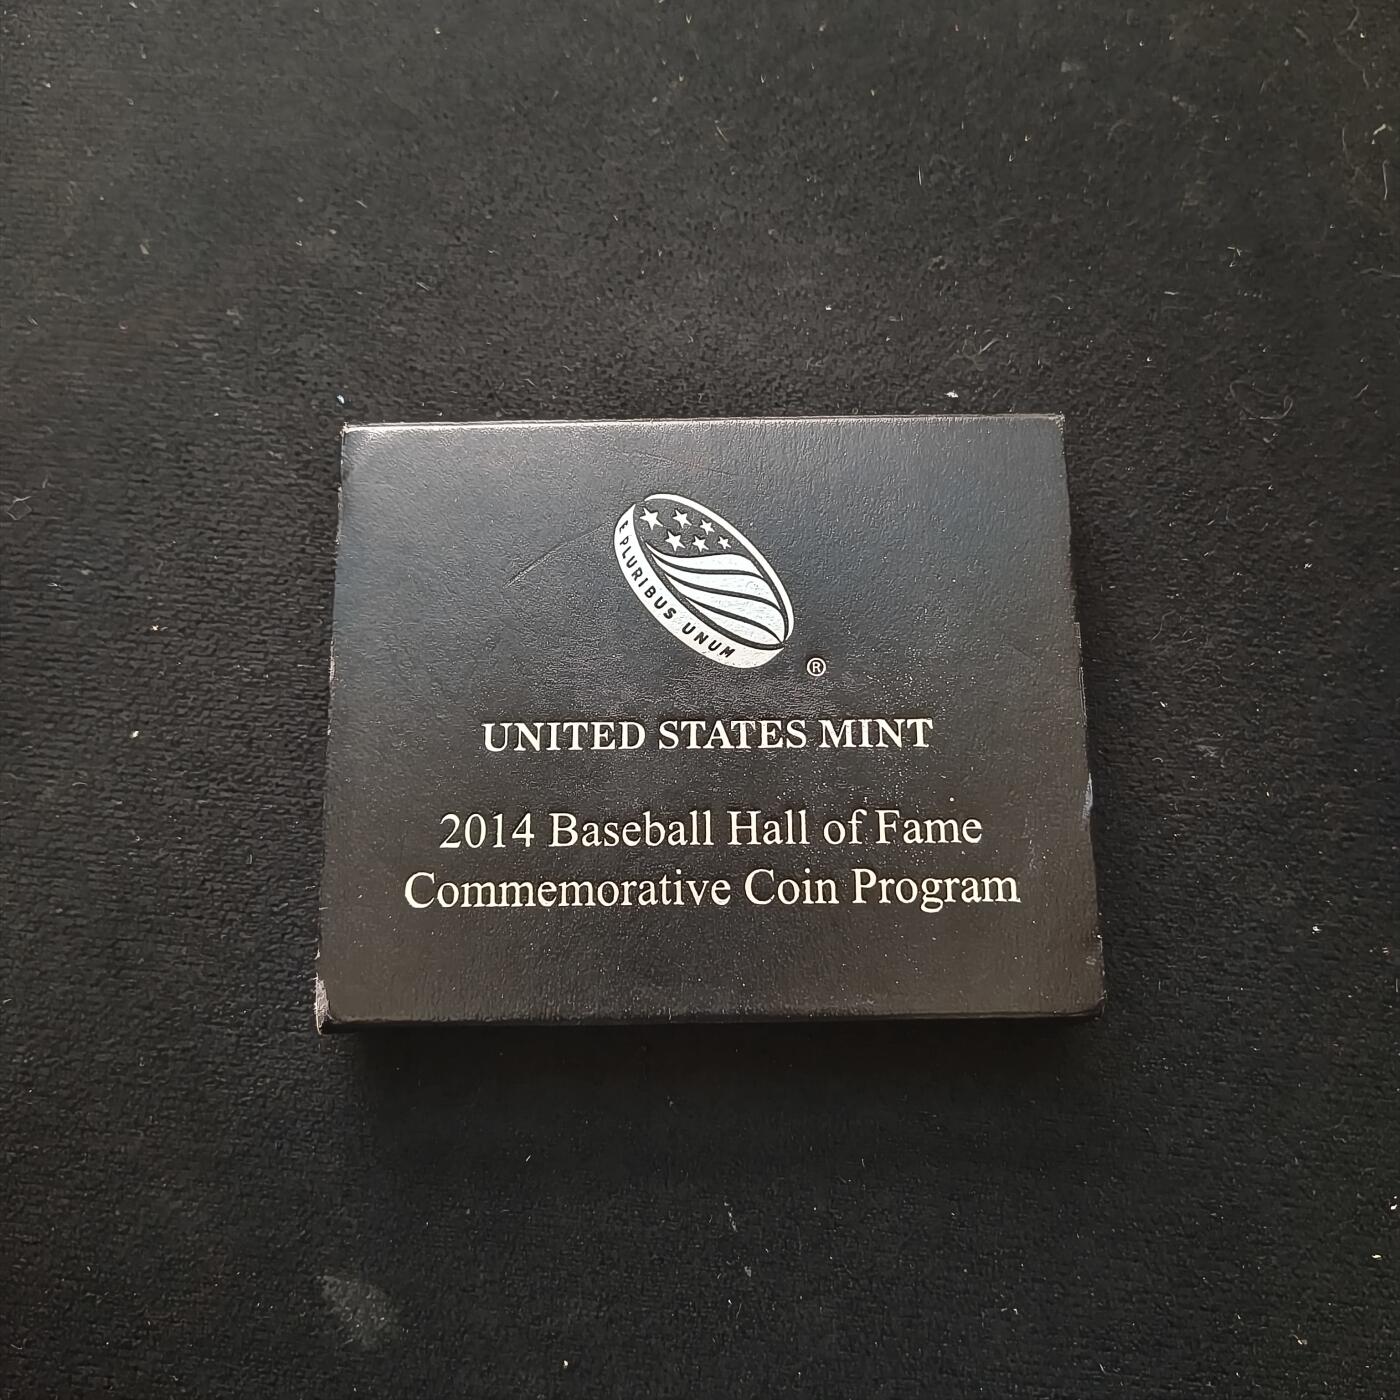 E PLURIBUS UNUM
®
UNITED STATES MINT
2014 Baseball Hall of Fame
Commemorative Coin Program